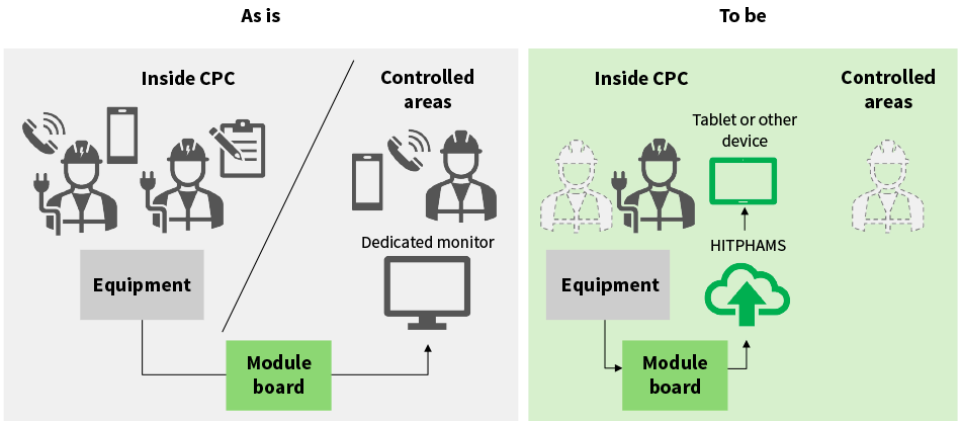 As is
Inside CPC
Controlled
areas
Dedicated monitor
Equipment
Module
board
To be
Inside CPC
Controlled
areas
Tablet or other
device
HITPHAMS
Equipment
Module
board